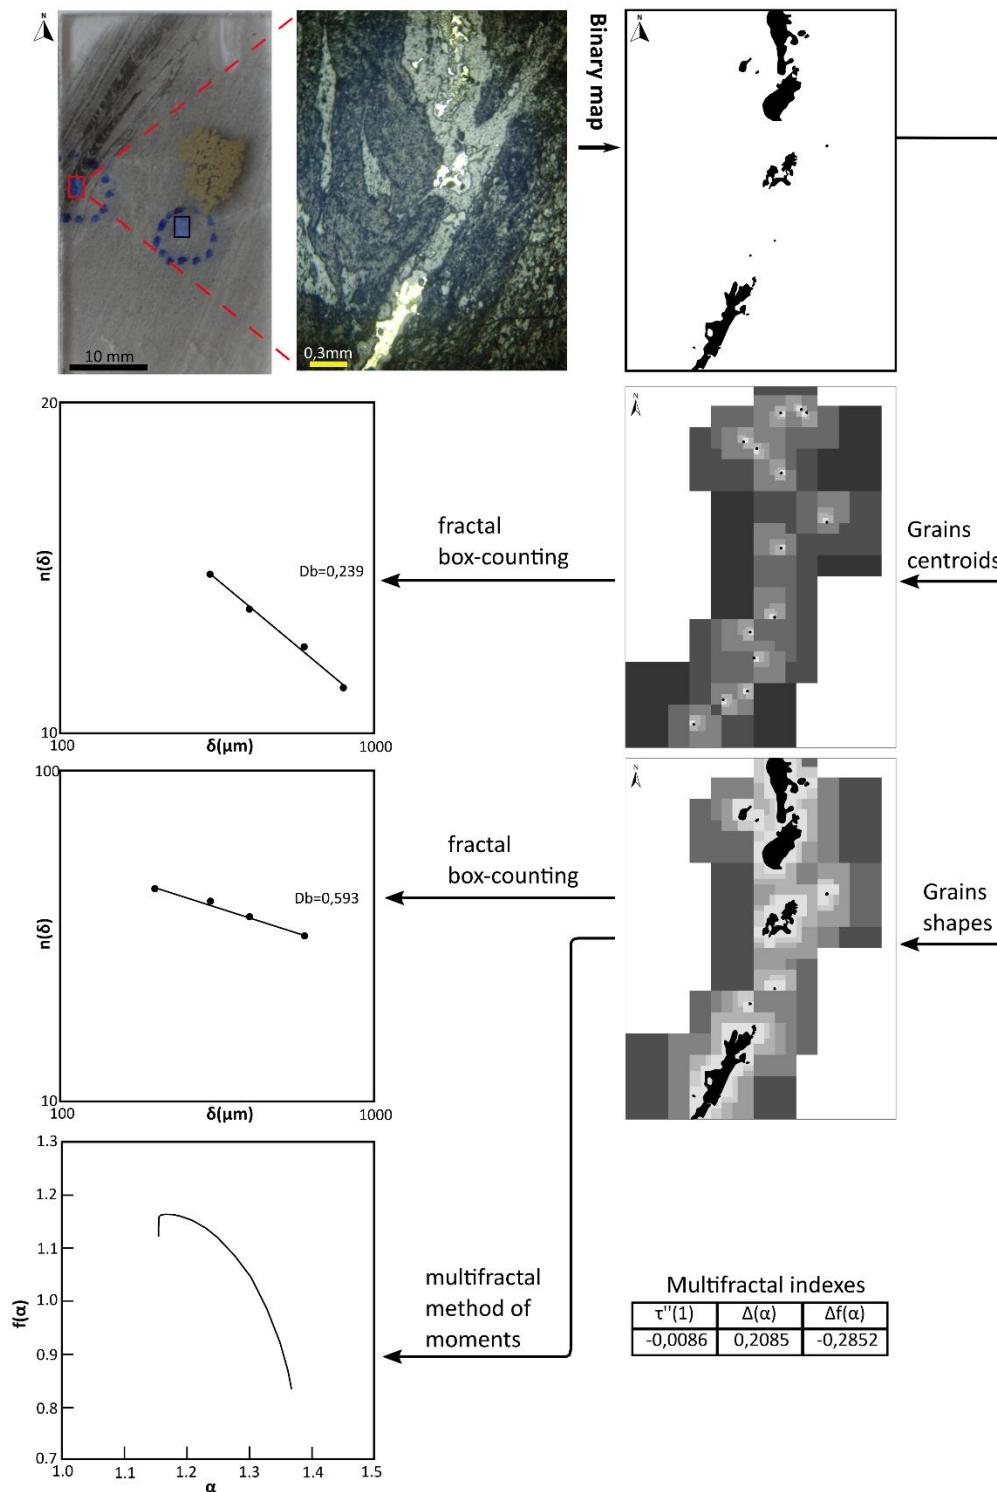 N
10 mm
0,3mm
Binary map
N
20
n(δ)
Db=0,239
10
100
δ(µm)
1000
fractal
box-counting
N
Grains
centroids
100
n(δ)
Db=0,593
10
100
δ(µm)
1000
fractal
box-counting
N
Grains
shapes
1.3
1.2
1.1
f(α)
1.0
0.9
0.8
0.7
1.0
1.1
1.2
1.3
1.4
1.5
α
multifractal
method of
moments
Multifractal indexes
τ''(1) Δ(α) Δf(α)
-0,0086 0,2085 -0,2852